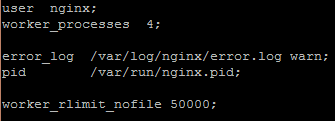 user  nginx;
worker_processes  4;
error_log  /var/log/nginx/error.log warn;
pid        /var/run/nginx.pid;
worker_rlimit_nofile 50000;